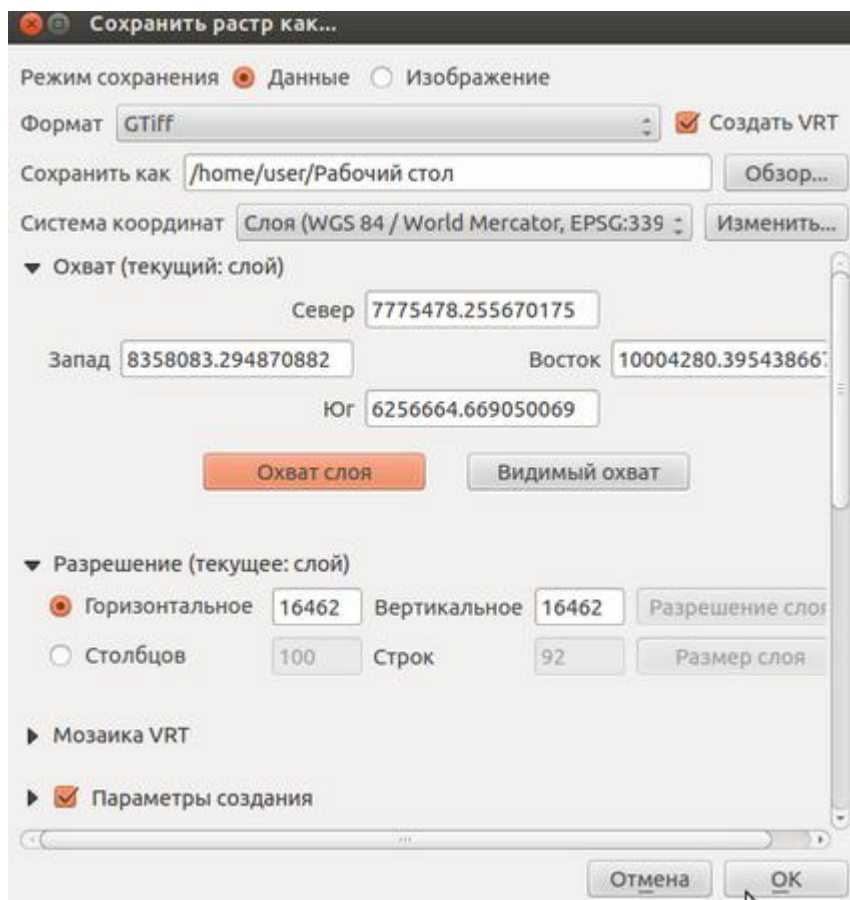 Сохранить растр как...
Режим сохранения Данные Изображение
Формат GTiff Создать VRT
Сохранить как /home/user/Рабочий стол Обзор...
Система координат Слоя (WGS 84 / World Mercator, EPSG:339 Изменить...
Охват (текущий: слой)
Север 7775478.255670175
Запад 8358083.294870882 Восток 10004280.395438667
Юг 6256664.669050069
Охват слоя Видимый охват
Разрешение (текущее: слой)
Горизонтальное 16462 Вертикальное 16462 Разрешение слоя
Столбцов 100 Строк 92 Размер слоя
Мозаика VRT
Параметры создания
Отмена OK